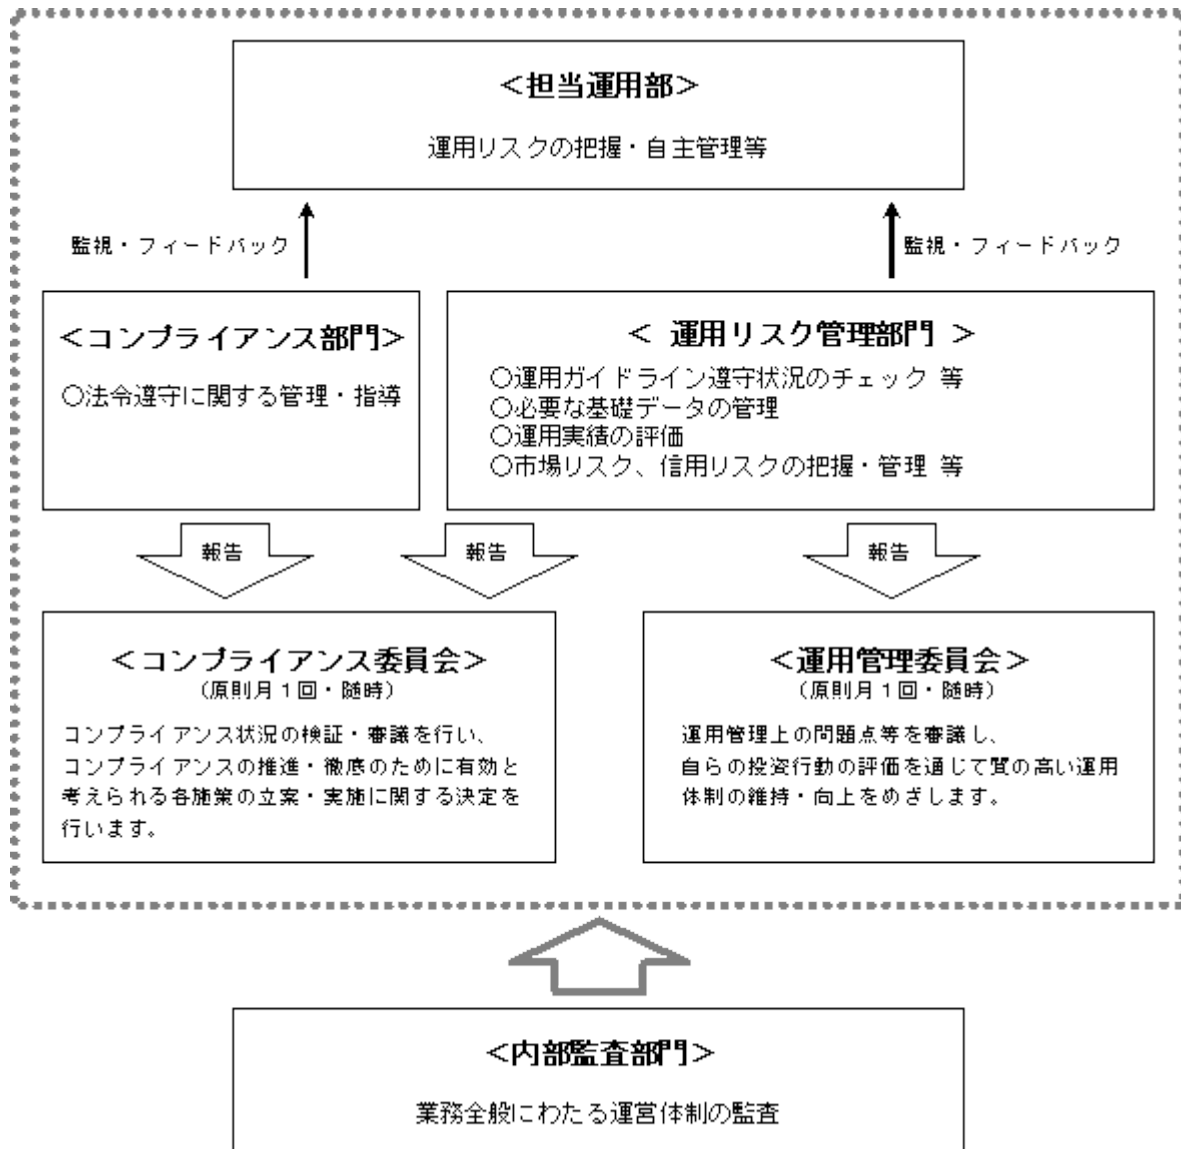 ＜担当運用部＞
運用リスクの把握・自主管理等
監視・フィードバック
監視・フィードバック
＜コンプライアンス部門＞
○法令遵守に関する管理・指導
＜ 運用リスク管理部門 ＞
○運用ガイドライン遵守状況のチェック 等
○必要な基礎データの管理
○運用実績の評価
○市場リスク、信用リスクの把握・管理 等
報告
報告
報告
＜コンプライアンス委員会＞
（原則月１回・随時）
コンプライアンス状況の検証・審議を行い、
コンプライアンスの推進・徹底のために有効と
考えられる各施策の立案・実施に関する決定を
行います。
＜運用管理委員会＞
（原則月１回・随時）
運用管理上の問題点等を審議し、
自らの投資行動の評価を通じて質の高い運用
体制の維持・向上をめざします。
＜内部監査部門＞
業務全般にわたる運営体制の監査